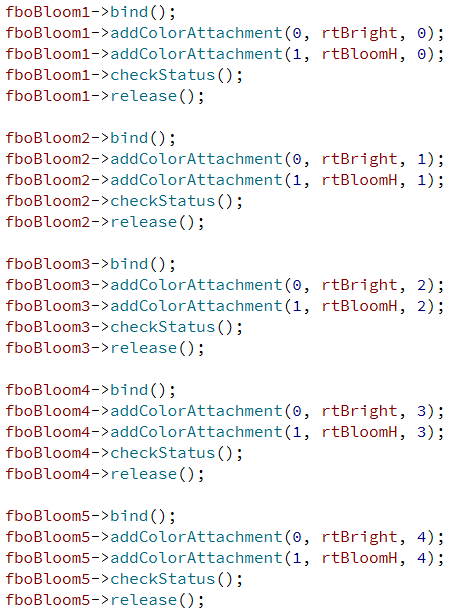 fboBloom1->bind();
fboBloom1->addColorAttachment(0, rtBright, 0);
fboBloom1->addColorAttachment(1, rtBloomH, 0);
fboBloom1->checkStatus();
fboBloom1->release();

fboBloom2->bind();
fboBloom2->addColorAttachment(0, rtBright, 1);
fboBloom2->addColorAttachment(1, rtBloomH, 1);
fboBloom2->checkStatus();
fboBloom2->release();

fboBloom3->bind();
fboBloom3->addColorAttachment(0, rtBright, 2);
fboBloom3->addColorAttachment(1, rtBloomH, 2);
fboBloom3->checkStatus();
fboBloom3->release();

fboBloom4->bind();
fboBloom4->addColorAttachment(0, rtBright, 3);
fboBloom4->addColorAttachment(1, rtBloomH, 3);
fboBloom4->checkStatus();
fboBloom4->release();

fboBloom5->bind();
fboBloom5->addColorAttachment(0, rtBright, 4);
fboBloom5->addColorAttachment(1, rtBloomH, 4);
fboBloom5->checkStatus();
fboBloom5->release();